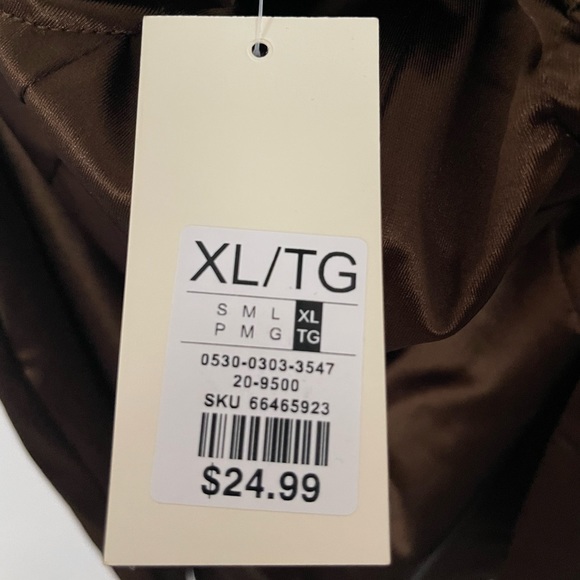 XL/TG
S M L XL
P M G TG
0530-0303-3547
20-9500
SKU 66465923
$24.99